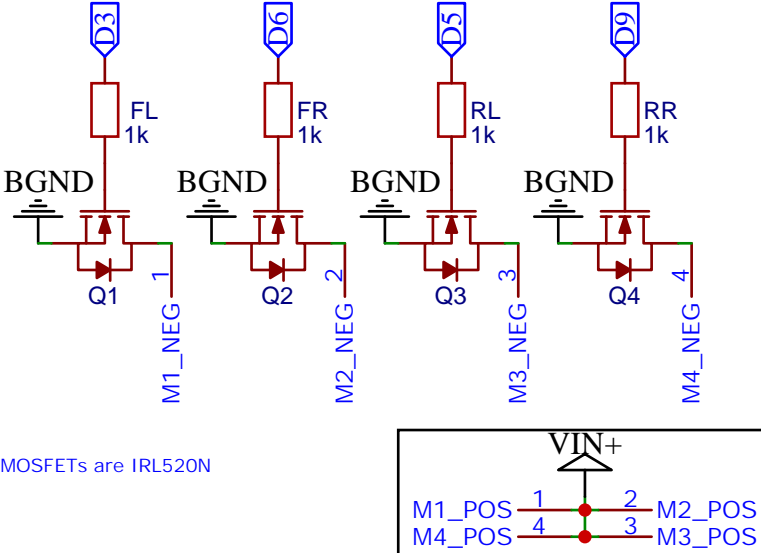 D3 D6 D5 D9
FL FR RL RR
1k 1k 1k 1k
BGND BGND BGND BGND
Q1 Q2 Q3 Q4
1 2 3 4
M1_NEG M2_NEG M3_NEG M4_NEG
MOSFETs are IRL520N
VIN+
M1_POS 1 2 M2_POS
M4_POS 4 3 M3_POS